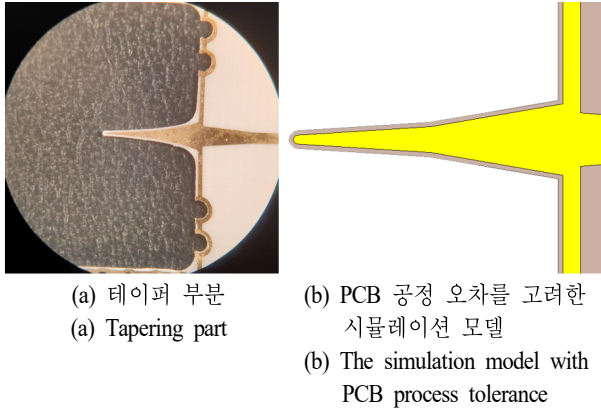 (a) 테이퍼 부분
(a) Tapering part
(b) PCB 공정 오차를 고려한
시뮬레이션 모델
(b) The simulation model with
PCB process tolerance